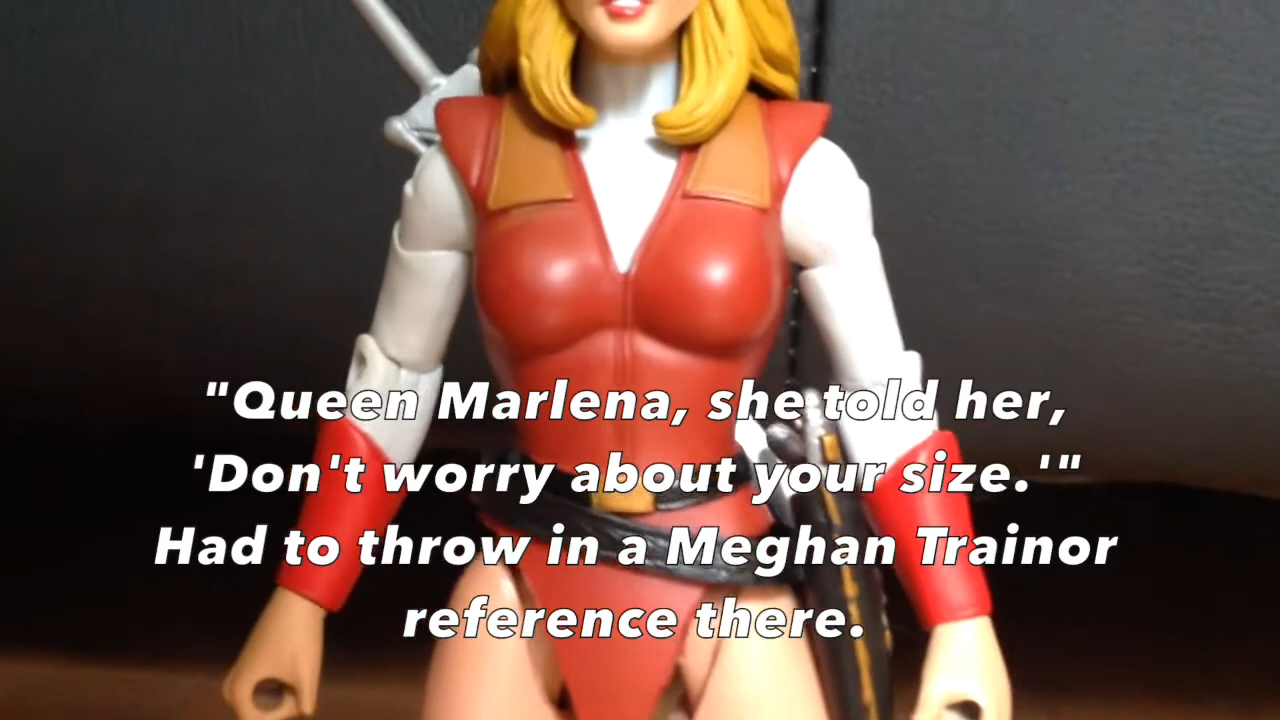 "Queen Marlena, she told her,
'Don't worry about your size.'"
Had to throw in a Meghan Trainor
reference there.